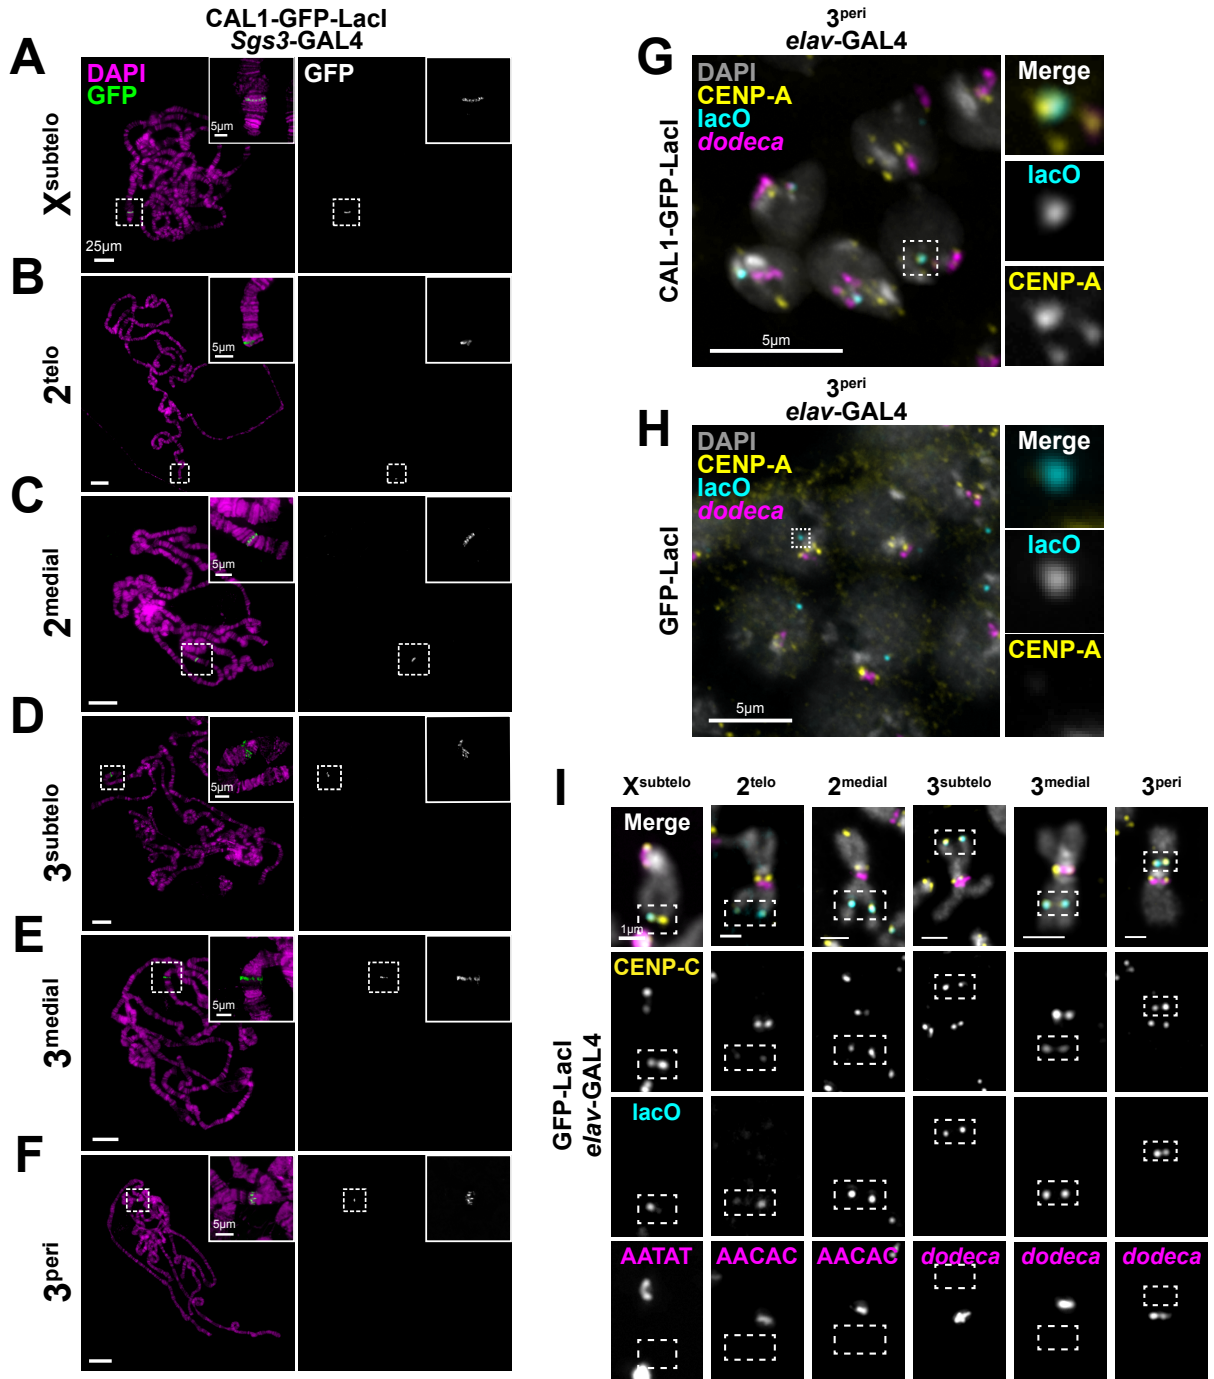 CAL1-GFP-LacI
Sgs3-GAL4
A
DAPI
GFP
5µm
GFP
Xsubtelo
25µm
B
5µm
2telo
C
5µm
2medial
D
5µm
3subtelo
E
5µm
3medial
F
5µm
3peri
3peri
elav-GAL4
G
DAPI
CENP-A
lacO
dodeca
Merge
lacO
CENP-A
CAL1-GFP-LacI
5µm
3peri
elav-GAL4
H
DAPI
CENP-A
lacO
dodeca
Merge
lacO
CENP-A
GFP-LacI
5µm
I
Xsubtelo 2telo 2medial 3subtelo 3medial 3peri
Merge
1µm
CENP-C
GFP-LacI
elav-GAL4
lacO
AATAT AACAC AACAC dodeca dodeca dodeca